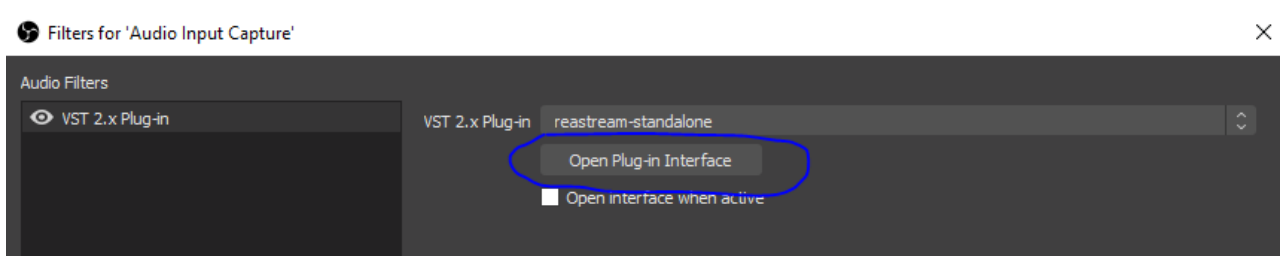 Filters for 'Audio Input Capture'
Audio Filters
VST 2.x Plug-in
VST 2.x Plug-in reastream-standalone
Open Plug-in Interface
Open interface when active